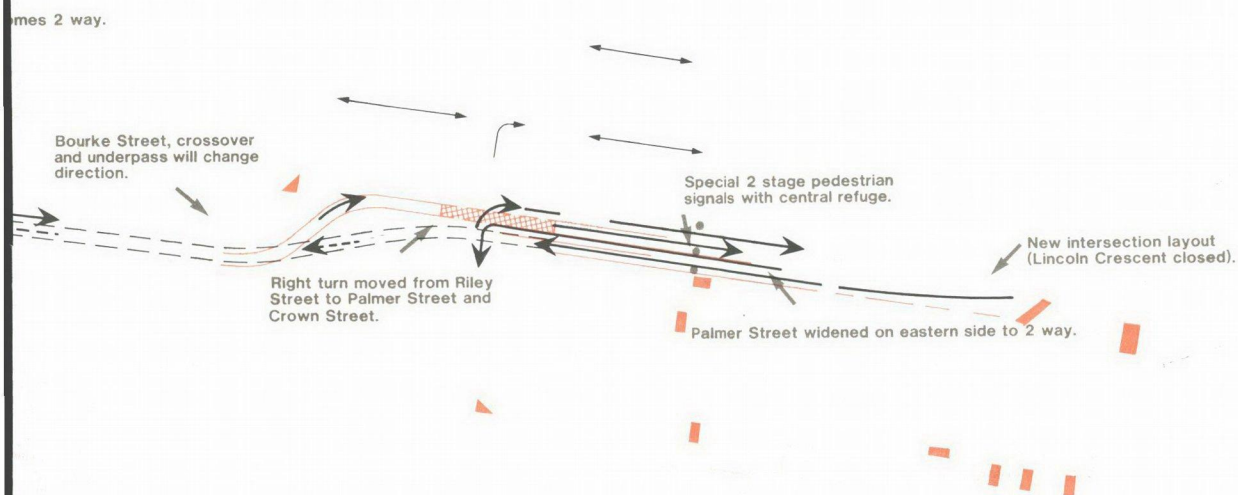 mes 2 way.
Bourke Street, crossover
and underpass will change
direction.
Special 2 stage pedestrian
signals with central refuge.
New intersection layout
(Lincoln Crescent closed).
Right turn moved from Riley
Street to Palmer Street and
Crown Street.
Palmer Street widened on eastern side to 2 way.